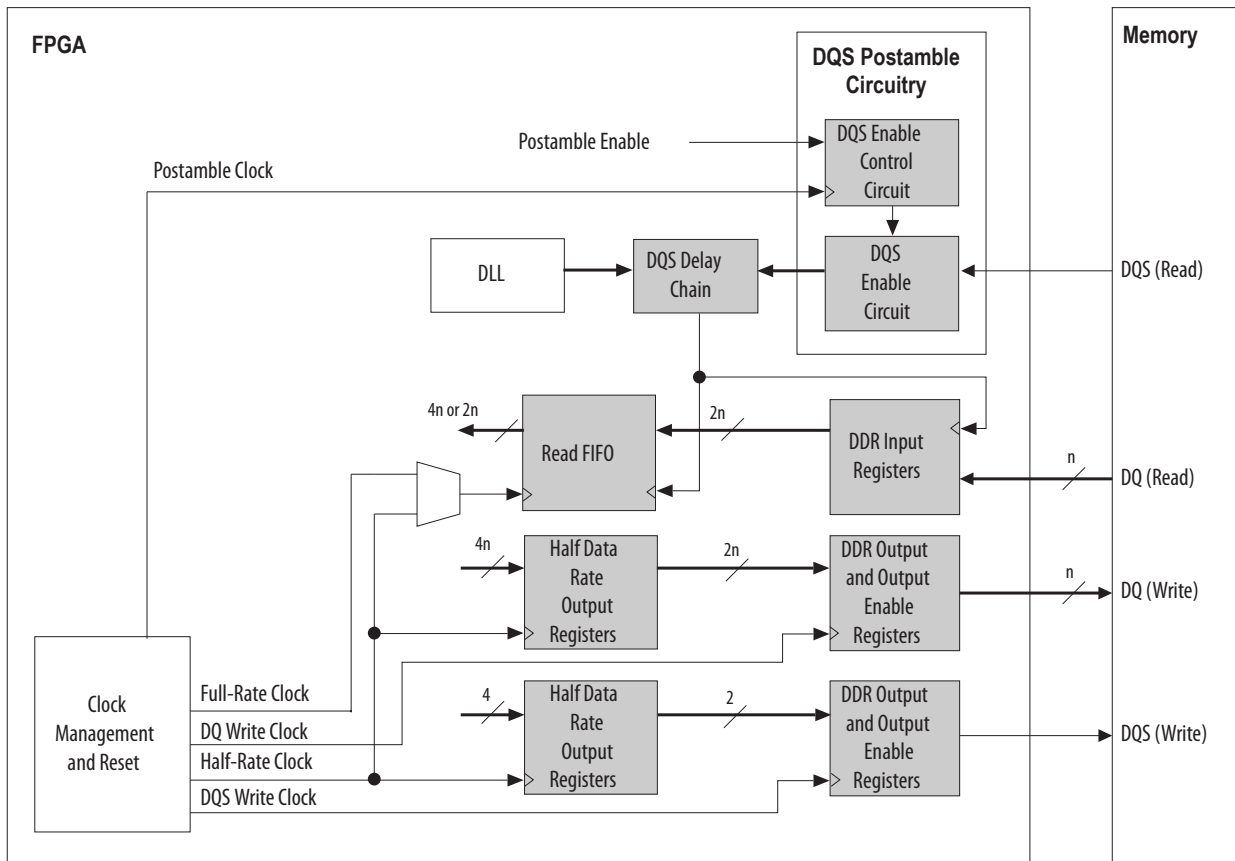 FPGA
Memory
DQS Postamble
Circuitry
Postamble Enable
DQS Enable
Control
Circuit
Postamble Clock
DLL
DQS Delay
Chain
DQS
Enable
Circuit
DQS (Read)
4n or 2n
Read FIFO
2n
DDR Input
Registers
n
DQ (Read)
4n
Half Data
Rate
Output
Registers
2n
DDR Output
and Output
Enable
Registers
n
DQ (Write)
Clock
Management
and Reset
Full-Rate Clock
DQ Write Clock
Half-Rate Clock
DQS Write Clock
4
Half Data
Rate
Output
Registers
2
DDR Output
and Output
Enable
Registers
DQS (Write)